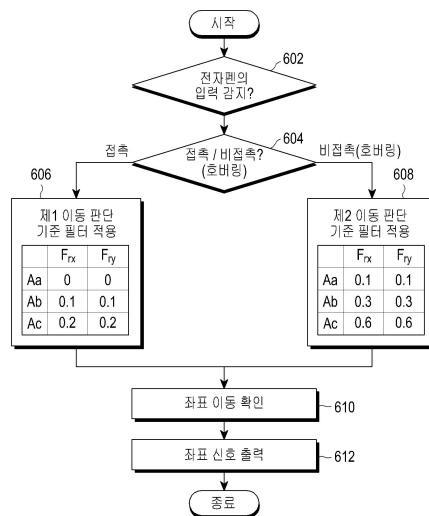 시작
602
전자펜의
입력 감지?
604
접촉 / 비접촉?
(호버링)
접촉
비접촉(호버링)
606
제1 이동 판단
기준 필터 적용
Frx Fry
Aa 0 0
Ab 0.1 0.1
Ac 0.2 0.2
608
제2 이동 판단
기준 필터 적용
Frx Fry
Aa 0.1 0.1
Ab 0.3 0.3
Ac 0.6 0.6
좌표 이동 확인
610
좌표 신호 출력
612
종료